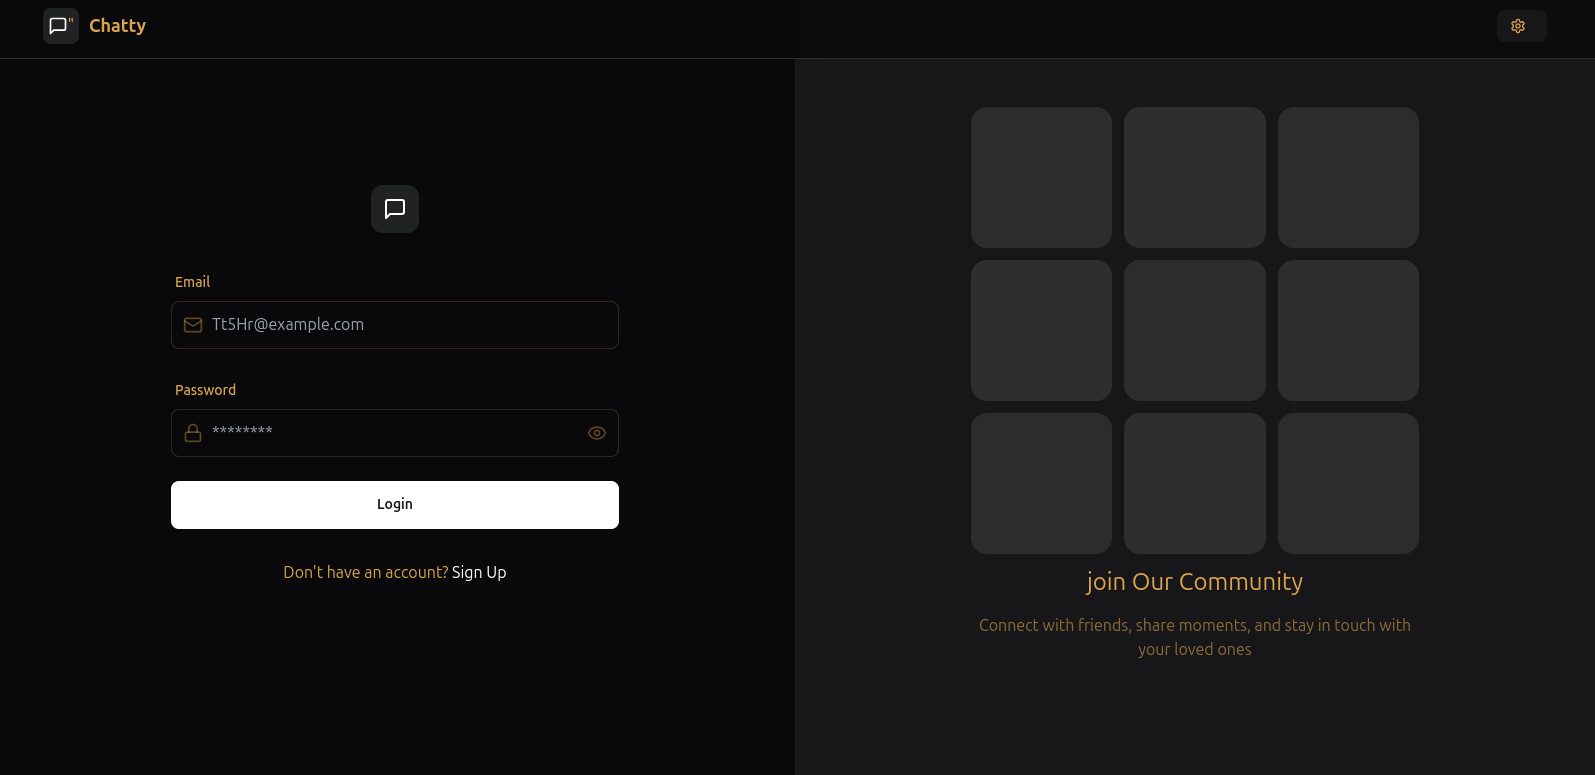 " Chatty
Email
Tt5Hr@example.com
Password
********
Login
Don't have an account? Sign Up
join Our Community
Connect with friends, share moments, and stay in touch with
your loved ones